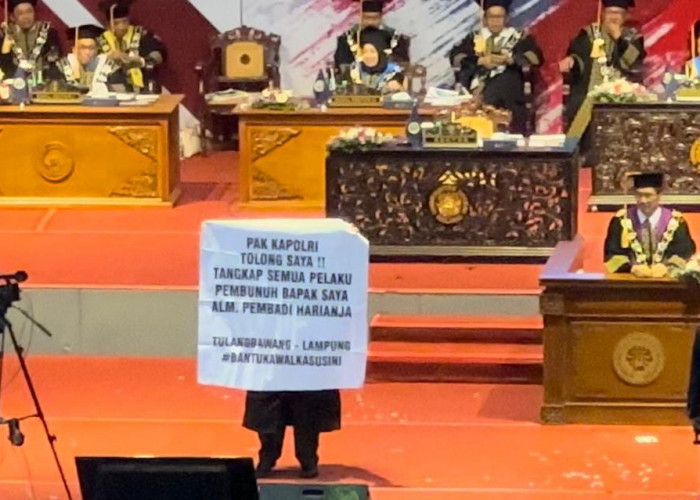 PAK KAPOLRI
TOLONG SAYA !!
TANGKAP SEMUA PELAKU
PEMBUNUH BAPAK SAYA
ALM. PEMBADI HARIANJA
TULANGBAWANG - LAMPUNG
#BANTUKAWALKASUSINI